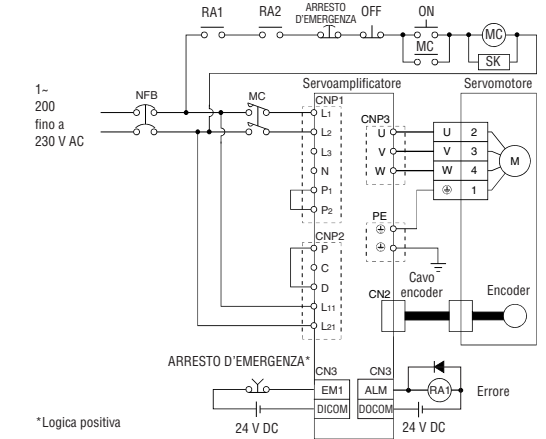 RA1 RA2 ARRESTO D'EMERGENZA OFF ON
MC
MC
SK
1~
200
fino a
230 V AC
NFB
MC
Servoamplificatore
Servomotore
CNP1
L1
L2
L3
N
P1
P2
CNP2
P
C
D
L11
L21
CNP3
U
V
W
PE
U 2
V 3
W 4
1
M
CN2
Cavo
encoder
Encoder
ARRESTO D'EMERGENZA*
CN3
EM1
DICOM
24 V DC
CN3
ALM
DOCOM
RA1
Errore
24 V DC
*Logica positiva